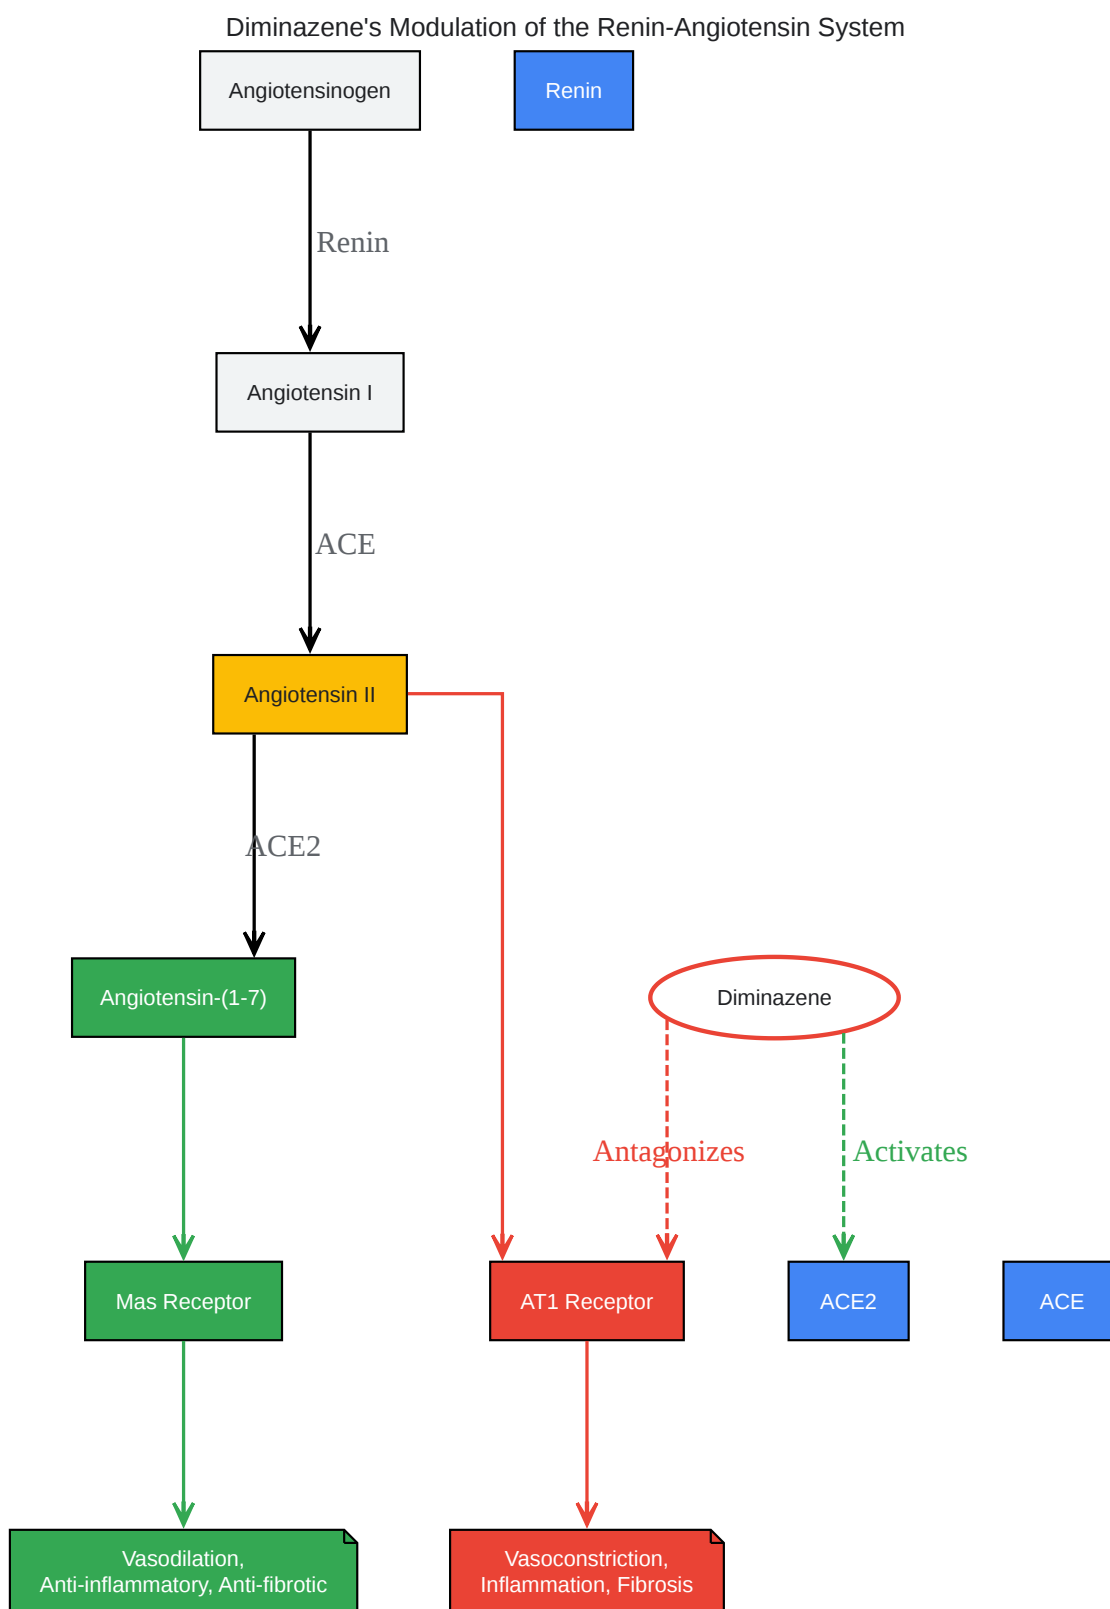 Diminazene's Modulation of the Renin-Angiotensin System
Angiotensinogen
Renin
Renin
Angiotensin I
ACE
Angiotensin II
ACE2
Angiotensin-(1-7)
Diminazene
Antagonizes
Activates
Mas Receptor
AT1 Receptor
ACE2
ACE
Vasodilation,
Anti-inflammatory, Anti-fibrotic
Vasoconstriction,
Inflammation, Fibrosis